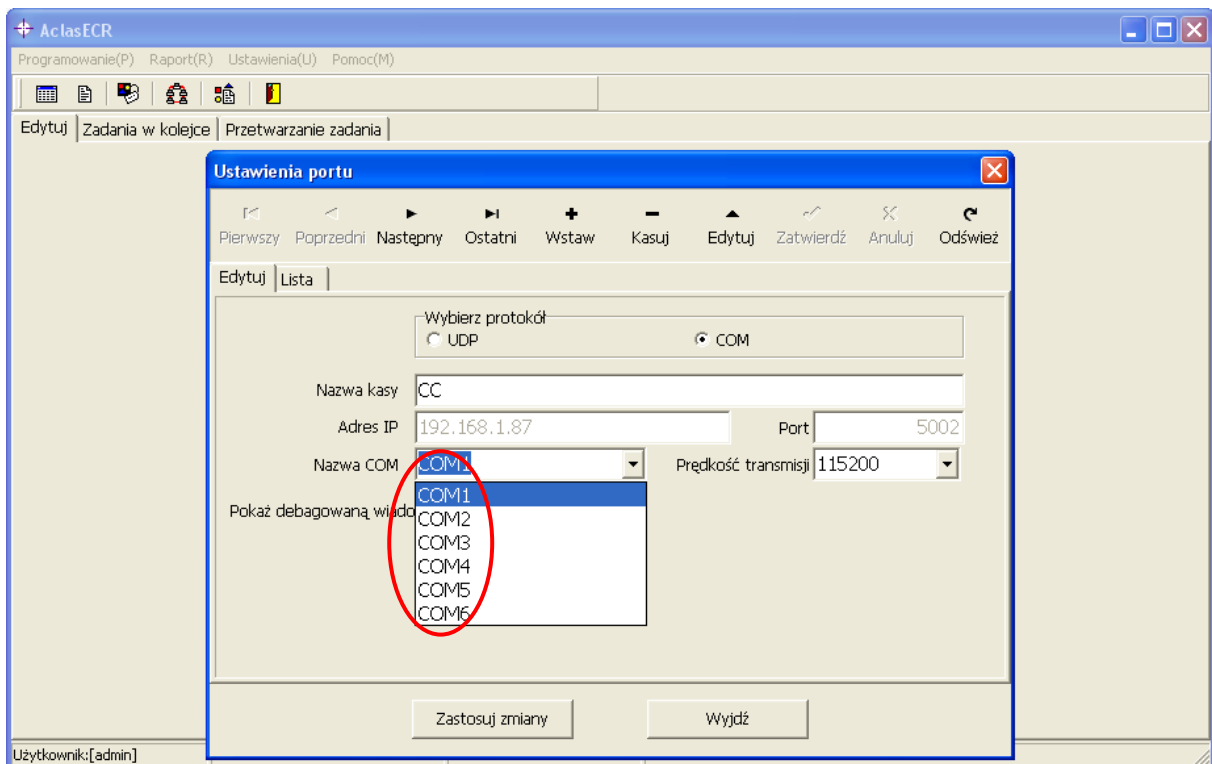 AclasECR
Programowanie(P) Raport(R) Ustawienia(U) Pomoc(M)
Edytuj Zadania w kolejce Przetwarzanie zadania
Ustawienia portu
Pierwszy Poprzedni Następny Ostatni Wstaw Kasuj Edytuj Zatwierdź Anuluj Odśwież
Edytuj Lista
Wybierz protokół
UDP COM
Nazwa kasy CC
Adres IP 192.168.1.87 Port 5002
Nazwa COM COM1 Prędkość transmisji 115200
COM1
Pokaż debagowaną wiado
COM2
COM3
COM4
COM5
COM6
Zastosuj zmiany Wyjdź
Użytkownik:[admin]